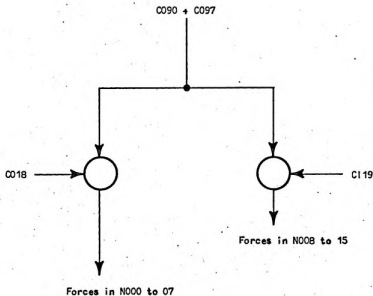 C090 + C097
C018
C119
Forces in N008 to 15
Forces in N000 to 07